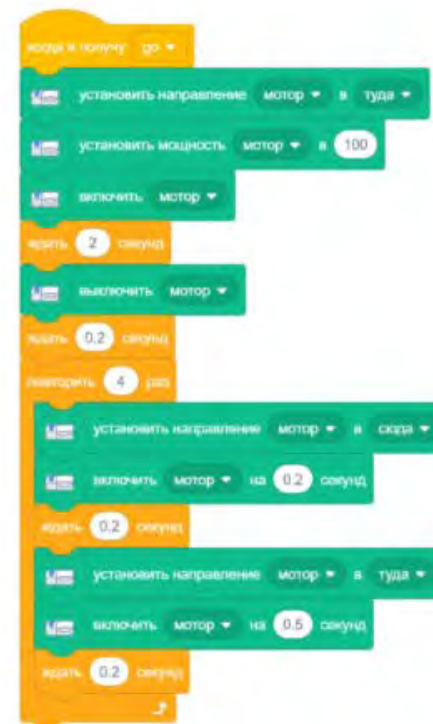 когда я получу go
установить направление мотор в туда
установить мощность мотор в 100
включить мотор
ждать 2 секунд
выключить мотор
ждать 0.2 секунд
повторить 4 раз
установить направление мотор в сюда
включить мотор на 0.2 секунд
ждать 0.2 секунд
установить направление мотор в туда
включить мотор на 0.5 секунд
ждать 0.2 секунд